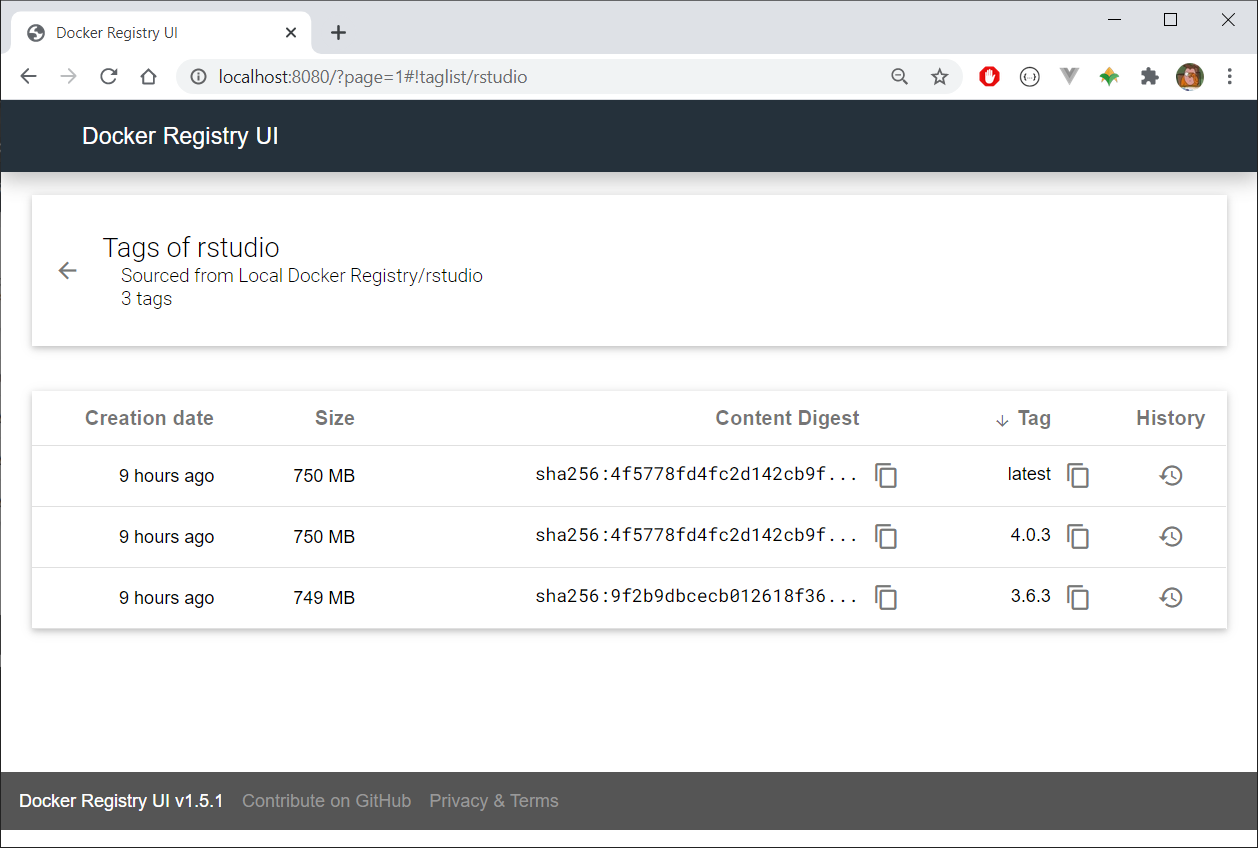 Docker Registry UI
localhost:8080/?page=1#!taglist/rstudio
Docker Registry UI
Tags of rstudio
Sourced from Local Docker Registry/rstudio
3 tags
Creation date Size Content Digest Tag History
9 hours ago 750 MB sha256:4f5778fd4fc2d142cb9f... latest
9 hours ago 750 MB sha256:4f5778fd4fc2d142cb9f... 4.0.3
9 hours ago 749 MB sha256:9f2b9dbcecb012618f36... 3.6.3
Docker Registry UI v1.5.1 Contribute on GitHub Privacy & Terms